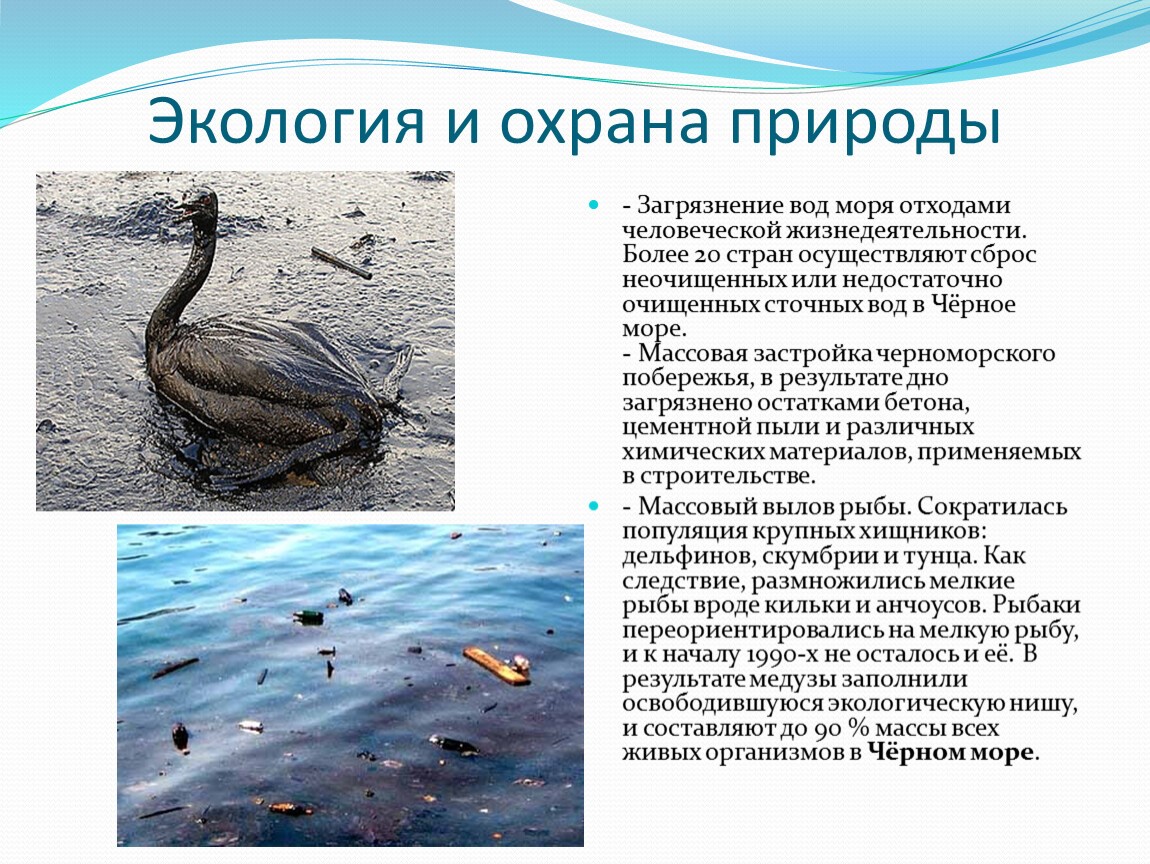 Экология и охрана природы
- Загрязнение вод моря отходами
человеческой жизнедеятельности.
Более 20 стран осуществляют сброс
неочищенных или недостаточно
очищенных сточных вод в Чёрное
море.
- Массовая застройка черноморского
побережья, в результате дно
загрязнено остатками бетона,
цементной пыли и различных
химических материалов, применяемых
в строительстве.
- Массовый вылов рыбы. Сократилась
популяция крупных хищников:
дельфинов, скумбрии и тунца. Как
следствие, размножились мелкие
рыбы вроде кильки и анчоусов. Рыбаки
переориентировались на мелкую рыбу,
и к началу 1990-х не осталось и её. В
результате медузы заполнили
освободившуюся экологическую нишу,
и составляют до 90 % массы всех
живых организмов в Чёрном море.